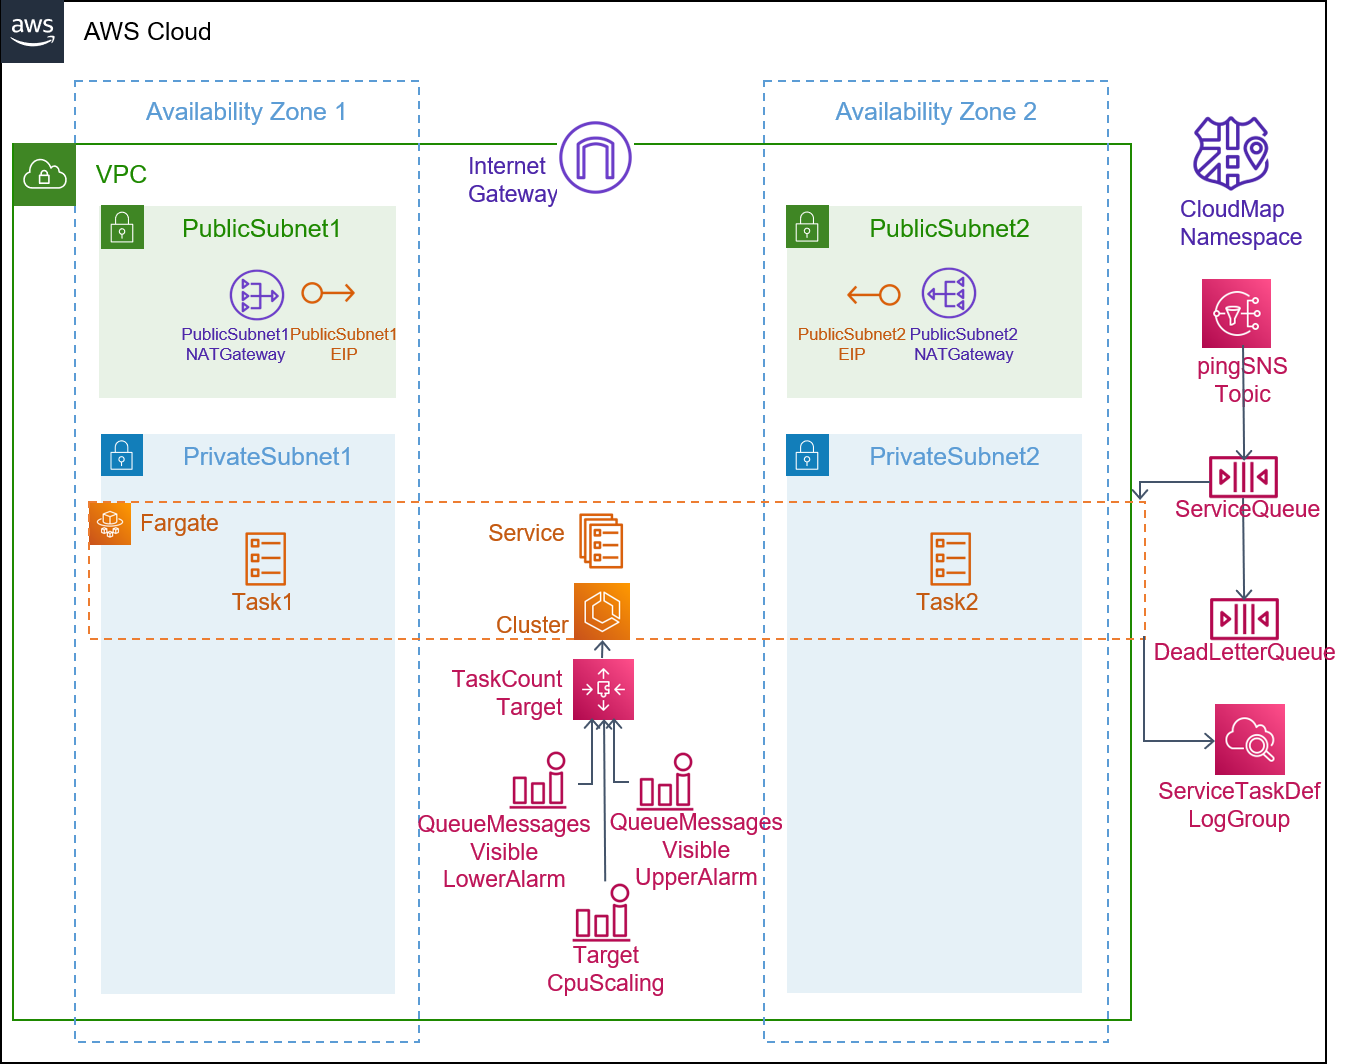 aws
AWS Cloud
Availability Zone 1
Availability Zone 2
VPC
Internet
Gateway
CloudMap
Namespace
PublicSubnet1
PublicSubnet2
PublicSubnet1
NATGateway
PublicSubnet1
EIP
PublicSubnet2
EIP
PublicSubnet2
NATGateway
pingSNS
Topic
PrivateSubnet1
PrivateSubnet2
ServiceQueue
Fargate
Service
Task1
Task2
Cluster
DeadLetterQueue
TaskCount
Target
QueueMessages
Visible
LowerAlarm
QueueMessages
Visible
UpperAlarm
ServiceTaskDef
LogGroup
Target
CpuScaling